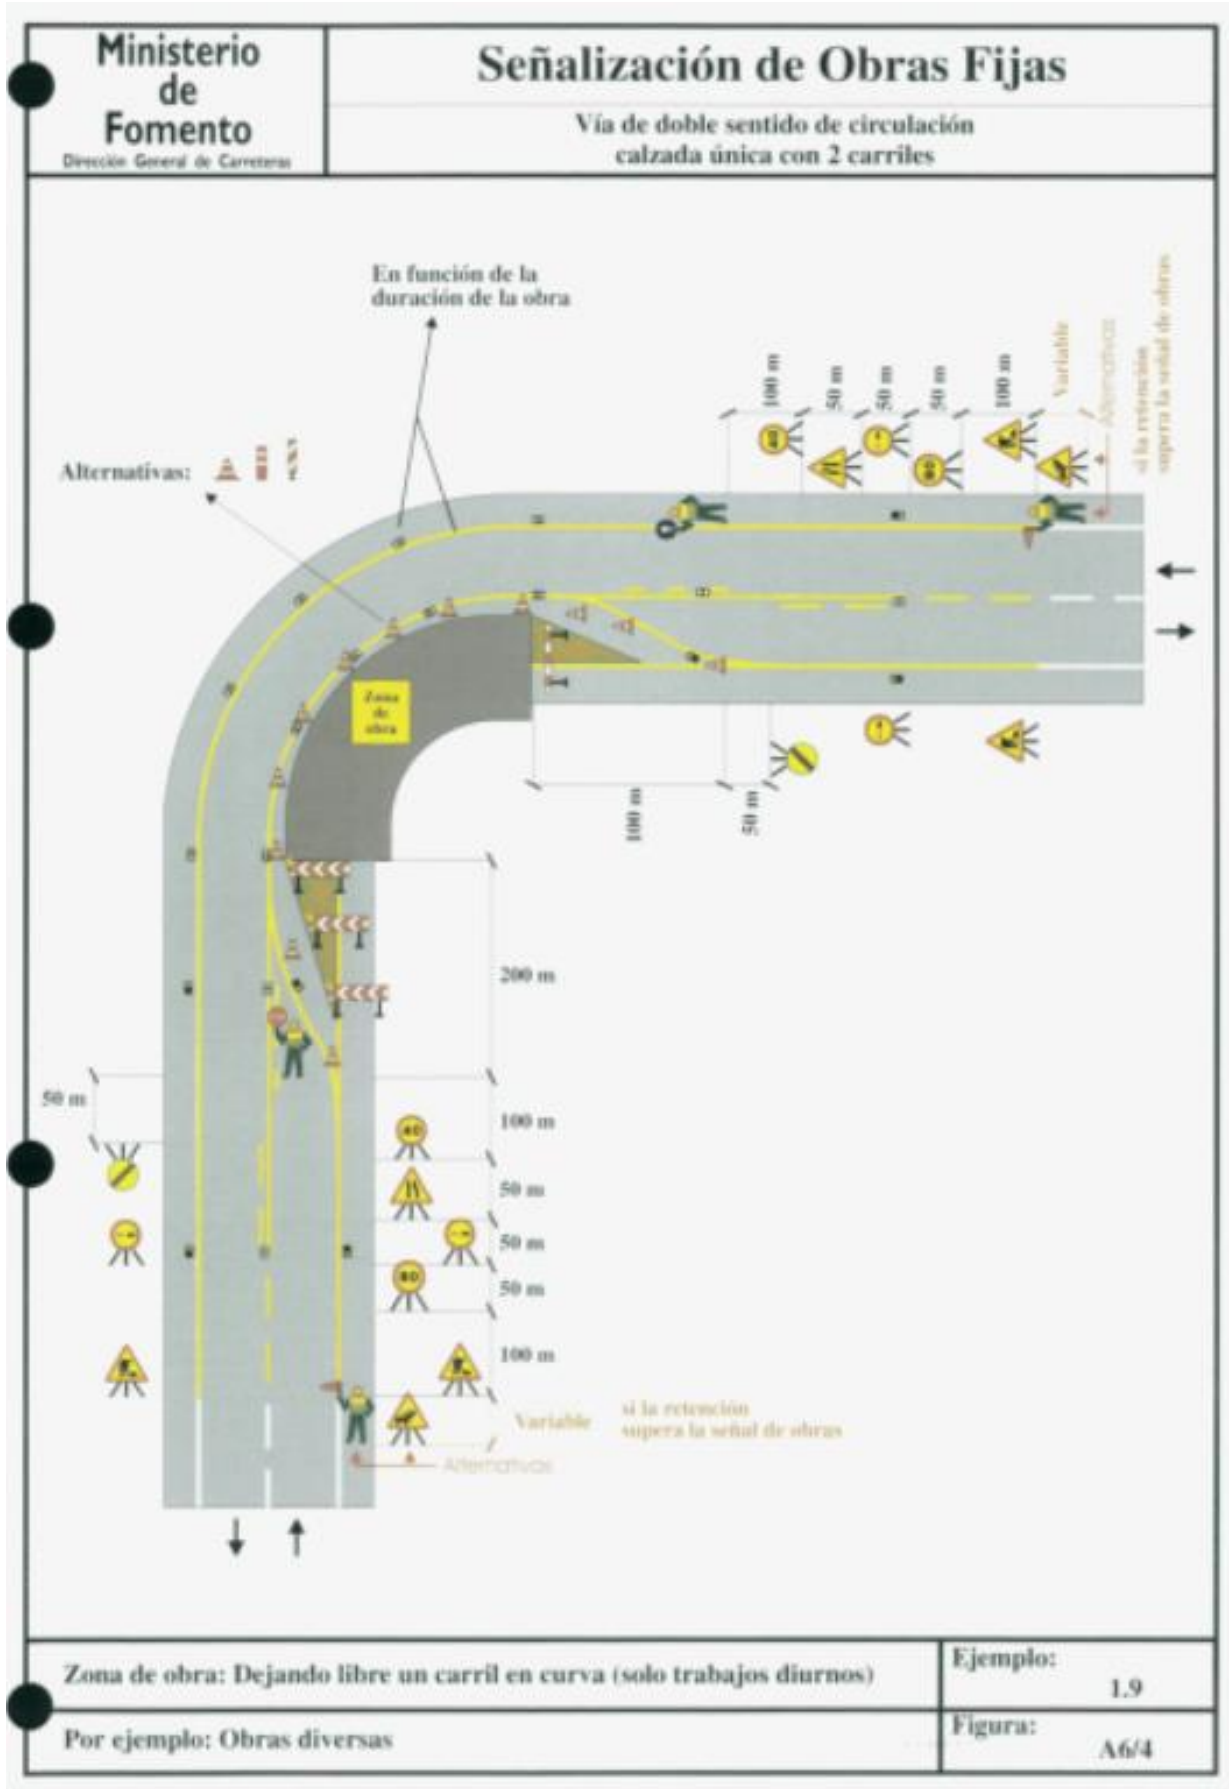 Ministerio
de
Fomento
Dirección General de Carreteras
Señalización de Obras Fijas
Vía de doble sentido de circulación
calzada única con 2 carriles
En función de la
duración de la obra
Alternativas:
100 m
50 m
50 m
50 m
100 m
Variable
Alternativas
si la retención
supera la señal de obras
40
80
Zona
de
obra
100 m
50 m
200 m
50 m
100 m
40
50 m
50 m
80
50 m
100 m
Variable
si la retención
supera la señal de obras
Alternativas
Zona de obra: Dejando libre un carril en curva (solo trabajos diurnos)
Ejemplo:
1.9
Por ejemplo: Obras diversas
Figura:
A6/4